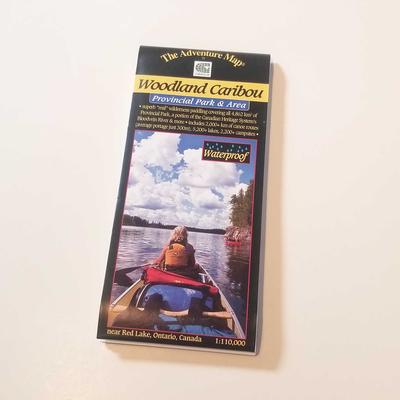 The Adventure Map®
Woodland Caribou
Provincial Park & Area
• superb "real" wilderness paddling covering all 4,862 km² of
Provincial Park, a portion of the Canadian Heritage System's
Bloodvein River & more • includes 2,000+ km of canoe routes
(average portage just 300m), 5,200+ lakes, 2,200+ campsites •
Waterproof
near Red Lake, Ontario, Canada
1:110,000